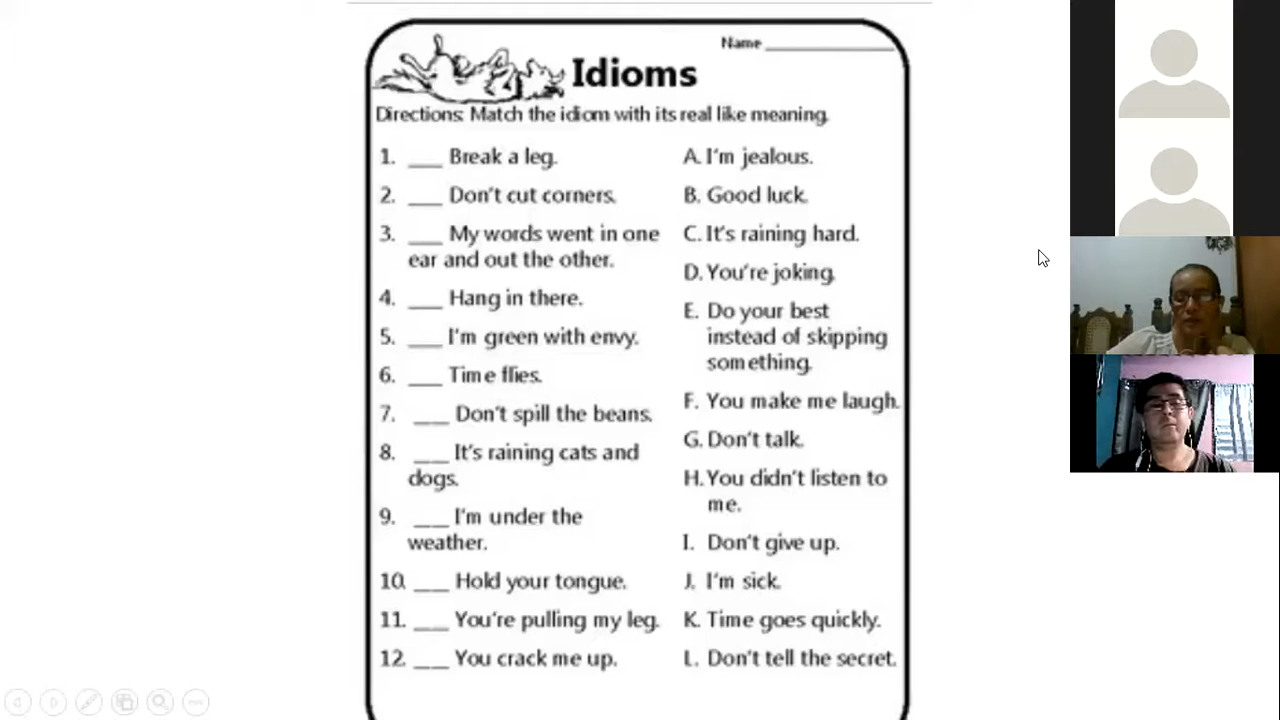 Name ____________
Idioms
Directions: Match the idiom with its real like meaning.
1. ___ Break a leg.
2. ___ Don't cut corners.
3. ___ My words went in one
ear and out the other.
4. ___ Hang in there.
5. ___ I'm green with envy.
6. ___ Time flies.
7. ___ Don't spill the beans.
8. ___ It's raining cats and
dogs.
9. ___ I'm under the
weather.
10. ___ Hold your tongue.
11. ___ You're pulling my leg.
12. ___ You crack me up.
A. I'm jealous.
B. Good luck.
C. It's raining hard.
D. You're joking.
E. Do your best
instead of skipping
something.
F. You make me laugh.
G. Don't talk.
H. You didn't listen to
me.
I. Don't give up.
J. I'm sick.
K. Time goes quickly.
L. Don't tell the secret.